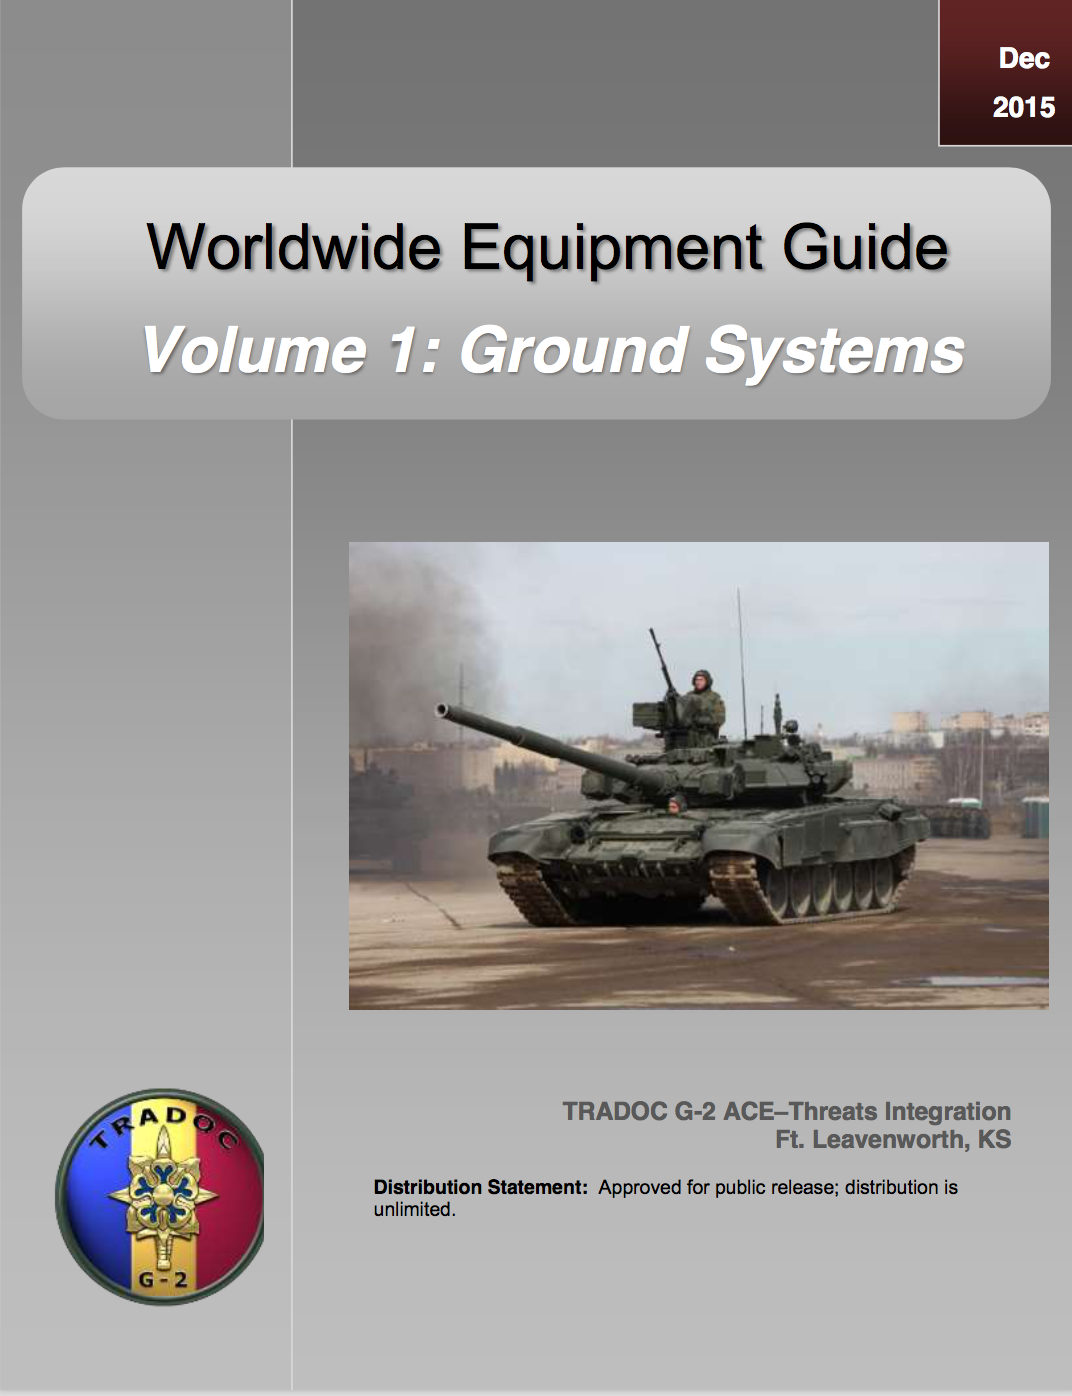 Dec
2015
Worldwide Equipment Guide
Volume 1: Ground Systems
TRADOC
G-2
TRADOC G-2 ACE–Threats Integration
Ft. Leavenworth, KS
Distribution Statement:  Approved for public release; distribution is
unlimited.